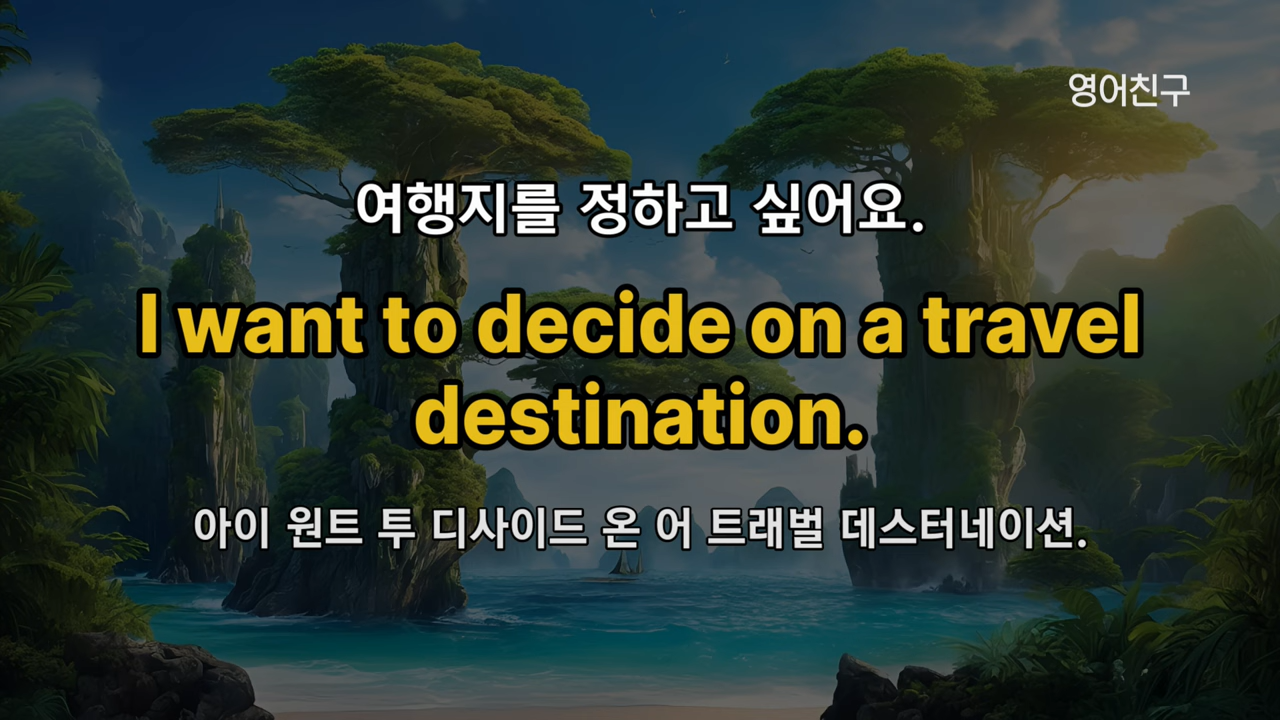 영어친구
여행지를 정하고 싶어요.
I want to decide on a travel
destination.
아이 원트 투 디사이드 온 어 트래벌 데스터네이션.